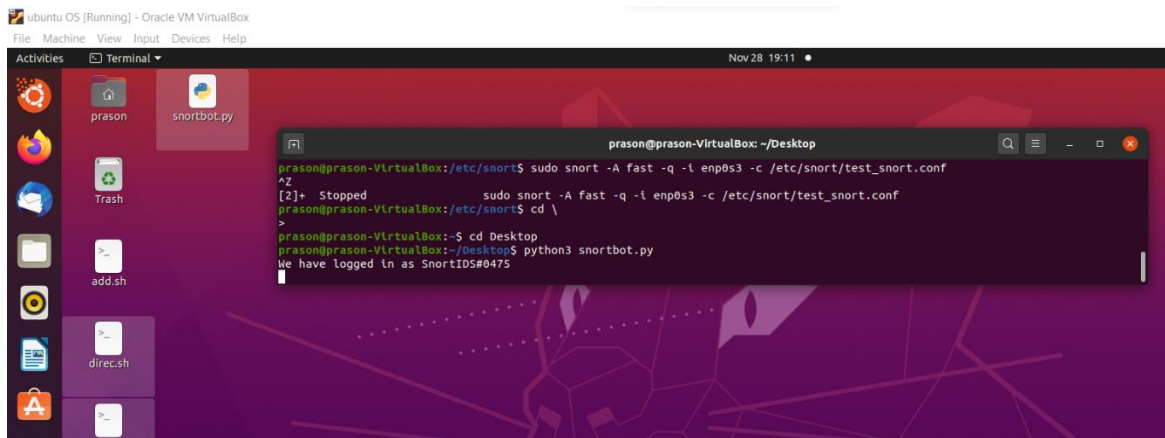 ubuntu OS [Running] - Oracle VM VirtualBox
File Machine View Input Devices Help
Activities Terminal Nov 28 19:11
prason
snortbot.py
Trash
add.sh
direc.sh
prason@prason-VirtualBox: ~/Desktop
prason@prason-VirtualBox:/etc/snort$ sudo snort -A fast -q -i enp0s3 -c /etc/snort/test_snort.conf
^Z
[2]+  Stopped                 sudo snort -A fast -q -i enp0s3 -c /etc/snort/test_snort.conf
prason@prason-VirtualBox:/etc/snort$ cd \
>
prason@prason-VirtualBox:~$ cd Desktop
prason@prason-VirtualBox:~/Desktop$ python3 snortbot.py
We have logged in as SnortIDS#0475